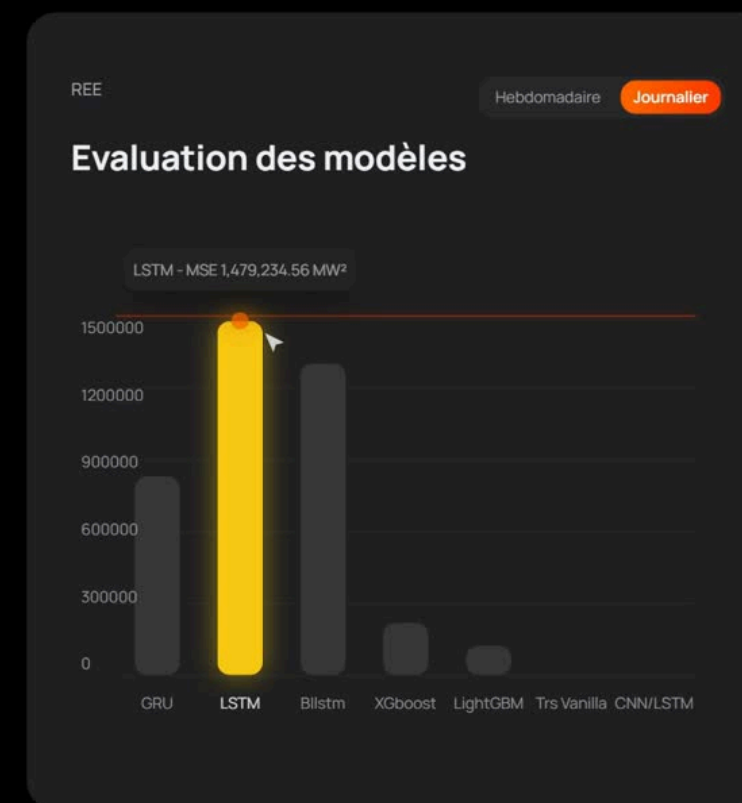 REE
Hebdomadaire Journalier
Evaluation des modèles
LSTM - MSE 1,479,234.56 MW²
1500000
1200000
900000
600000
300000
0
GRU LSTM BIlstm XGboost LightGBM Trs Vanilla CNN/LSTM